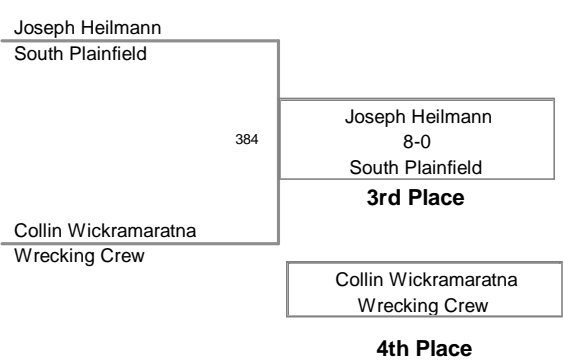 Joseph Heilmann
South Plainfield
384
Joseph Heilmann
8-0
South Plainfield
3rd Place
Collin Wickramaratna
Wrecking Crew
Collin Wickramaratna
Wrecking Crew
4th Place